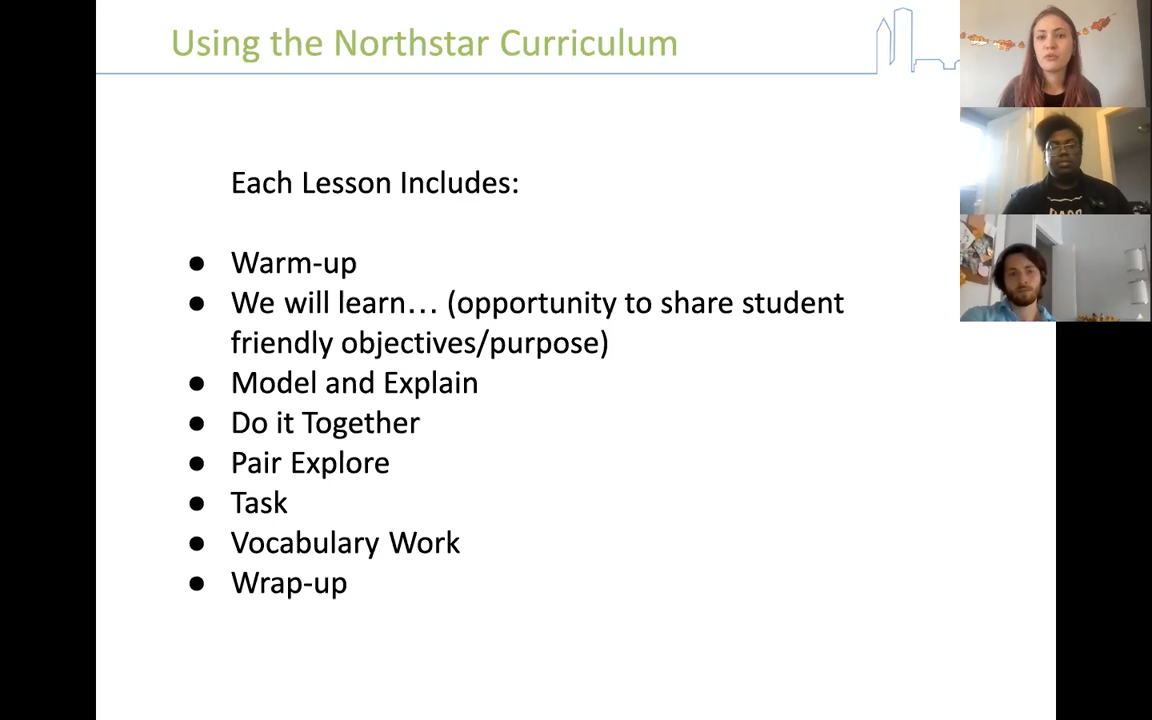 Using the Northstar Curriculum
Each Lesson Includes:
● Warm-up
● We will learn… (opportunity to share student
friendly objectives/purpose)
● Model and Explain
● Do it Together
● Pair Explore
● Task
● Vocabulary Work
● Wrap-up